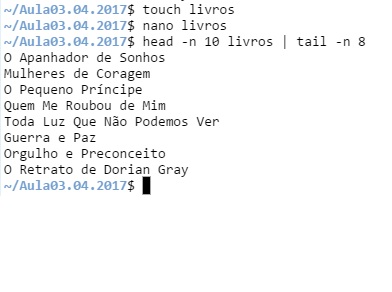 ~/Aula03.04.2017$ touch livros
~/Aula03.04.2017$ nano livros
~/Aula03.04.2017$ head -n 10 livros | tail -n 8
O Apanhador de Sonhos
Mulheres de Coragem
O Pequeno Príncipe
Quem Me Roubou de Mim
Toda Luz Que Não Podemos Ver
Guerra e Paz
Orgulho e Preconceito
O Retrato de Dorian Gray
~/Aula03.04.2017$